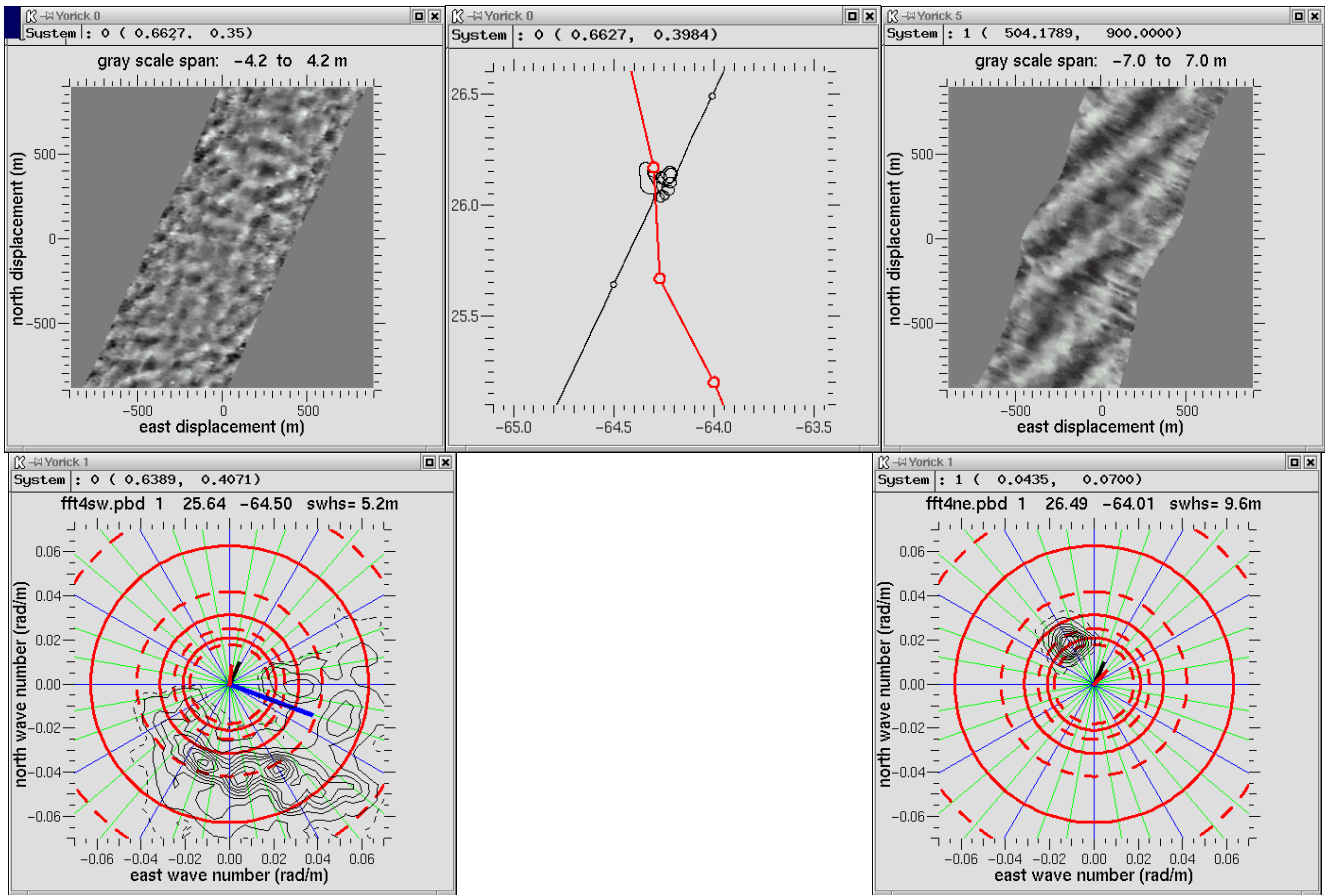 Yorick 0
System : 0 ( 0.6627, 0.35)
gray scale span: −4.2 to 4.2 m
500
0
−500
north displacement (m)
−500 0 500
east displacement (m)
Yorick 0
System : 0 ( 0.6627, 0.3984)
26.5
26.0
25.5
−65.0 −64.5 −64.0 −63.5
Yorick 5
System : 1 ( 504.1789, 900.0000)
gray scale span: −7.0 to 7.0 m
500
0
−500
north displacement (m)
−500 0 500
east displacement (m)
Yorick 1
System : 0 ( 0.6389, 0.4071)
fft4sw.pbd 1 25.64 −64.50 swhs= 5.2m
0.06
0.04
0.02
0.00
−0.02
−0.04
−0.06
north wave number (rad/m)
−0.06 −0.04 −0.02 0.00 0.02 0.04 0.06
east wave number (rad/m)
Yorick 1
System : 1 ( 0.0435, 0.0700)
fft4ne.pbd 1 26.49 −64.01 swhs= 9.6m
0.06
0.04
0.02
0.00
−0.02
−0.04
−0.06
north wave number (rad/m)
−0.06 −0.04 −0.02 0.00 0.02 0.04 0.06
east wave number (rad/m)